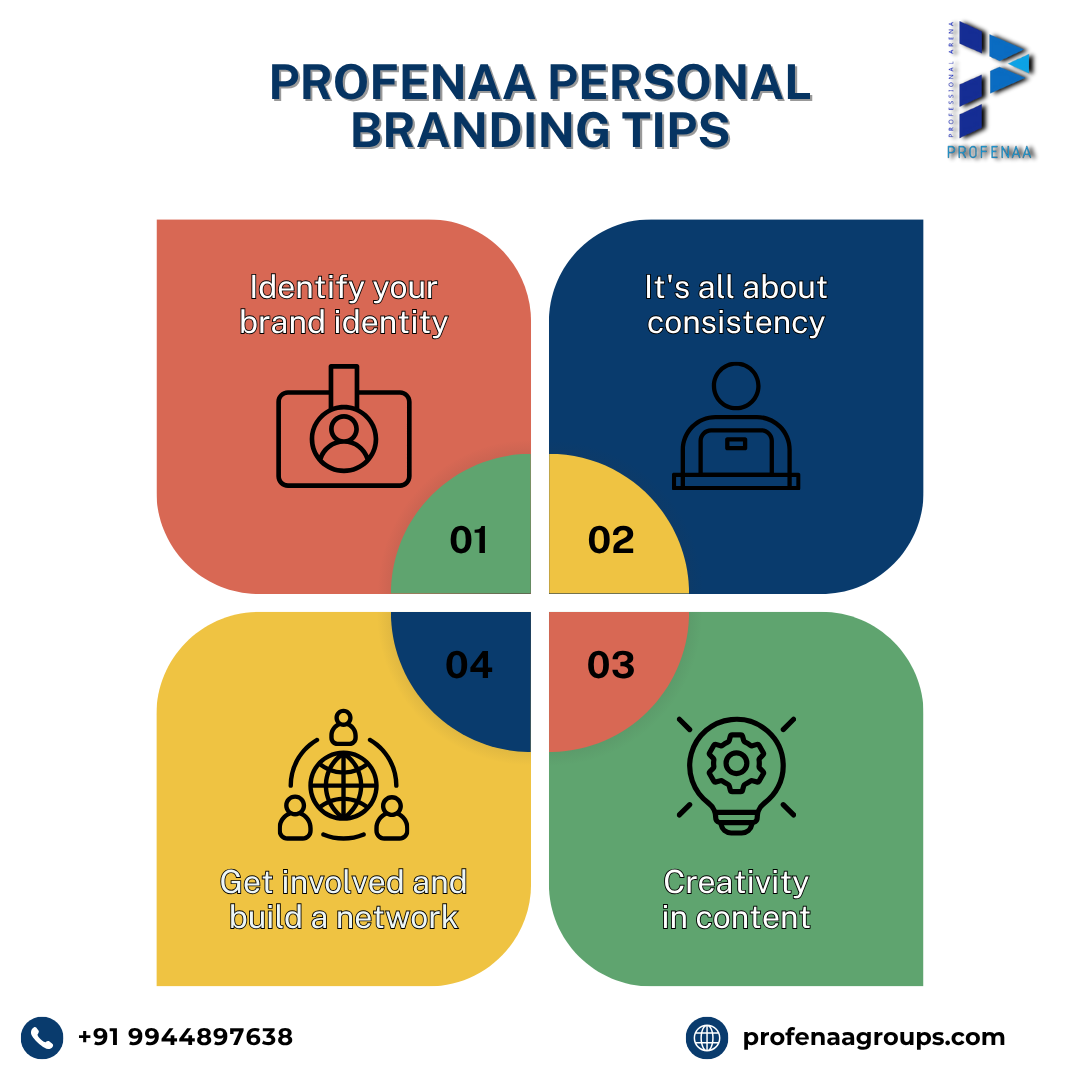 PROFENAA PERSONAL
BRANDING TIPS
PROFESSIONAL ARENA
PROFENAA
Identify your
brand identity
01
It's all about
consistency
02
04
Get involved and
build a network
03
Creativity
in content
+91 9944897638
profenaagroups.com